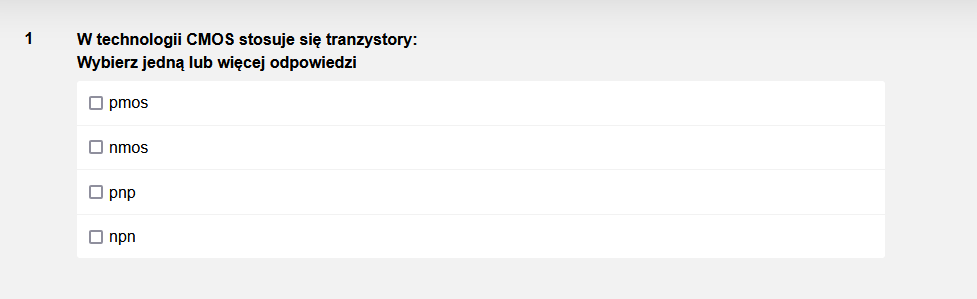 1 W technologii CMOS stosuje się tranzystory:
Wybierz jedną lub więcej odpowiedzi
pmos
nmos
pnp
npn